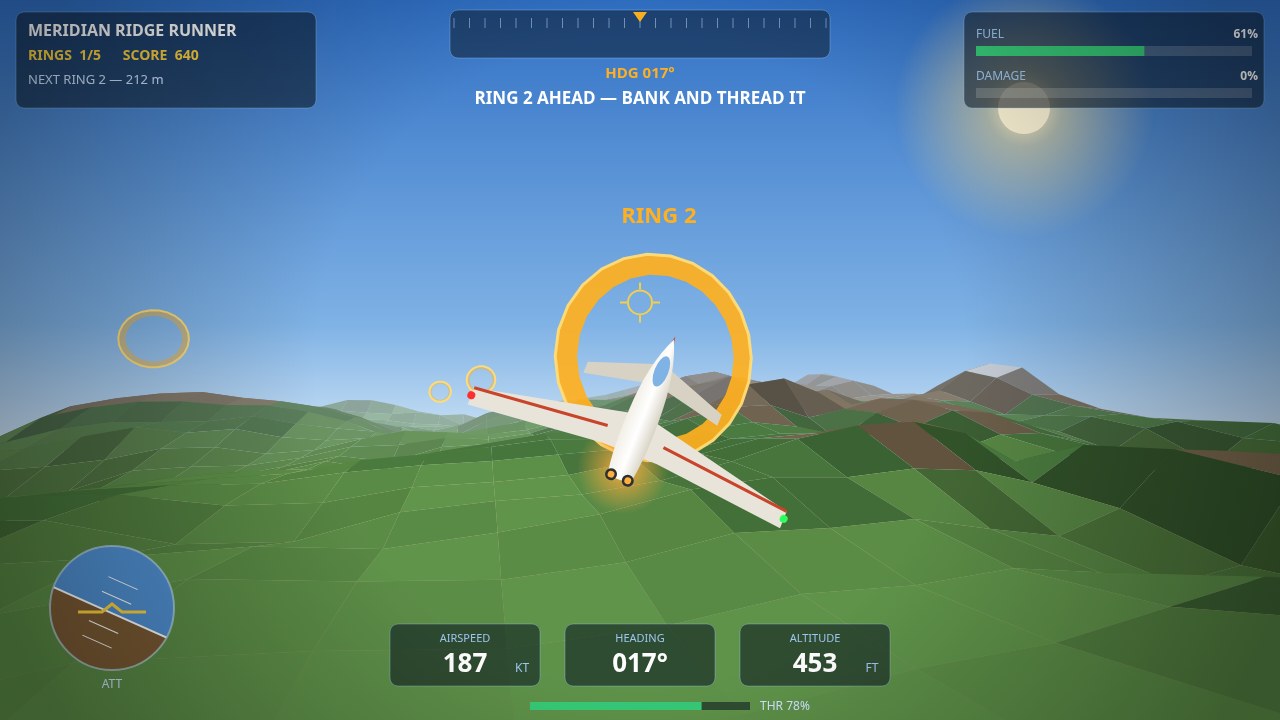 MERIDIAN RIDGE RUNNER
RINGS 1/5 SCORE 640
NEXT RING 2 — 212 m
HDG 017°
RING 2 AHEAD — BANK AND THREAD IT
FUEL 61%
DAMAGE 0%
RING 2
ATT
AIRSPEED
187 KT
HEADING
017°
ALTITUDE
453 FT
THR 78%